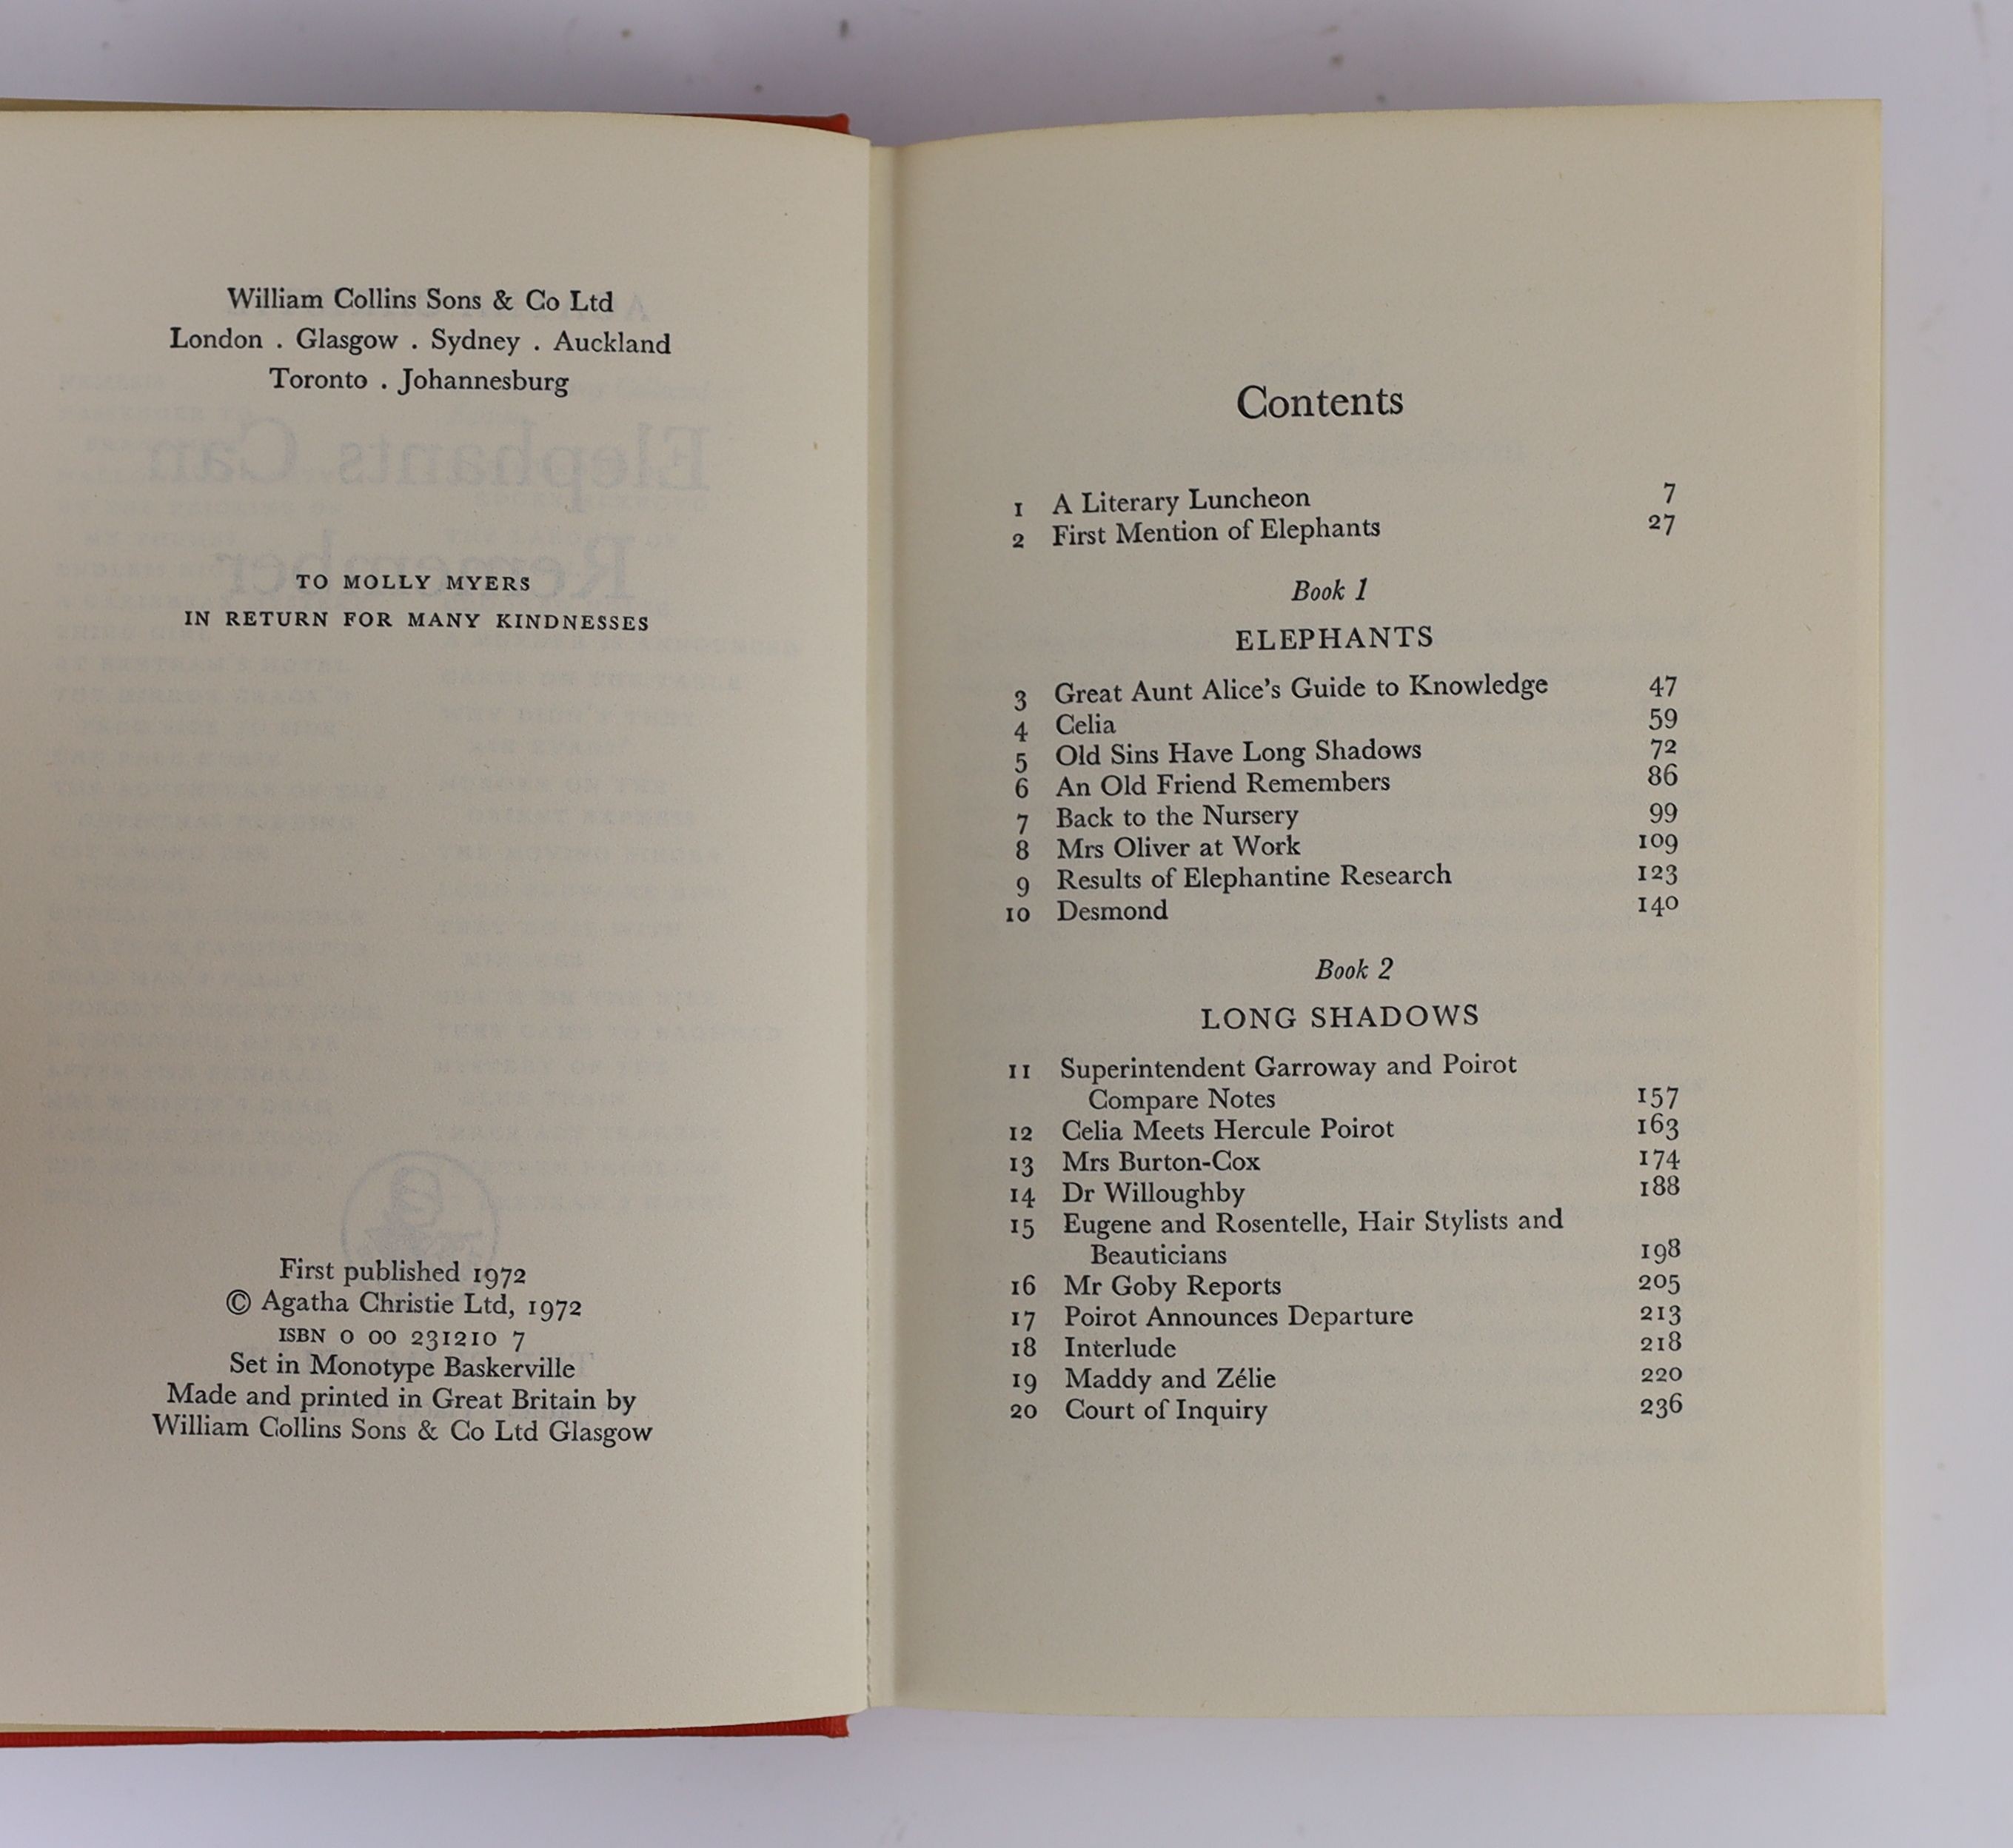 William Collins Sons & Co Ltd
London . Glasgow . Sydney . Auckland
Toronto . Johannesburg
Elephants Can
Remember
TO MOLLY MYERS
IN RETURN FOR MANY KINDNESSES
First published 1972
© Agatha Christie Ltd, 1972
ISBN 0 00 231210 7
Set in Monotype Baskerville
Made and printed in Great Britain by
William Collins Sons & Co Ltd Glasgow
Contents
1 A Literary Luncheon 7
2 First Mention of Elephants 27
Book 1
ELEPHANTS
3 Great Aunt Alice's Guide to Knowledge 47
4 Celia 59
5 Old Sins Have Long Shadows 72
6 An Old Friend Remembers 86
7 Back to the Nursery 99
8 Mrs Oliver at Work 109
9 Results of Elephantine Research 123
10 Desmond 140
Book 2
LONG SHADOWS
11 Superintendent Garroway and Poirot
Compare Notes 157
12 Celia Meets Hercule Poirot 163
13 Mrs Burton-Cox 174
14 Dr Willoughby 188
15 Eugene and Rosentelle, Hair Stylists and
Beauticians 198
16 Mr Goby Reports 205
17 Poirot Announces Departure 213
18 Interlude 218
19 Maddy and Zélie 220
20 Court of Inquiry 236